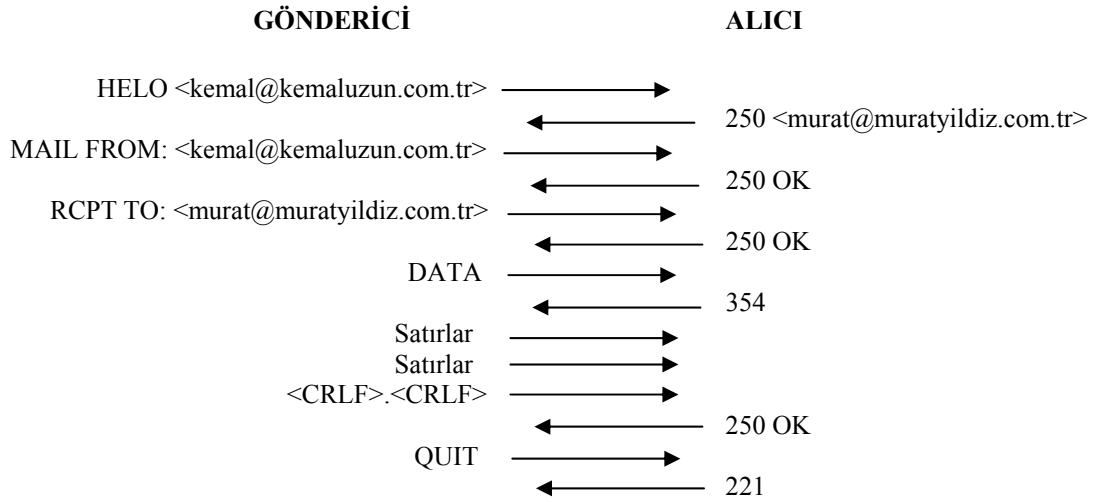 GÖNDERİCİ ALICI
HELO <kemal@kemaluzun.com.tr>
250 <murat@muratyildiz.com.tr>
MAIL FROM: <kemal@kemaluzun.com.tr>
250 OK
RCPT TO: <murat@muratyildiz.com.tr>
250 OK
DATA
354
Satırlar
Satırlar
<CRLF>.<CRLF>
250 OK
QUIT
221